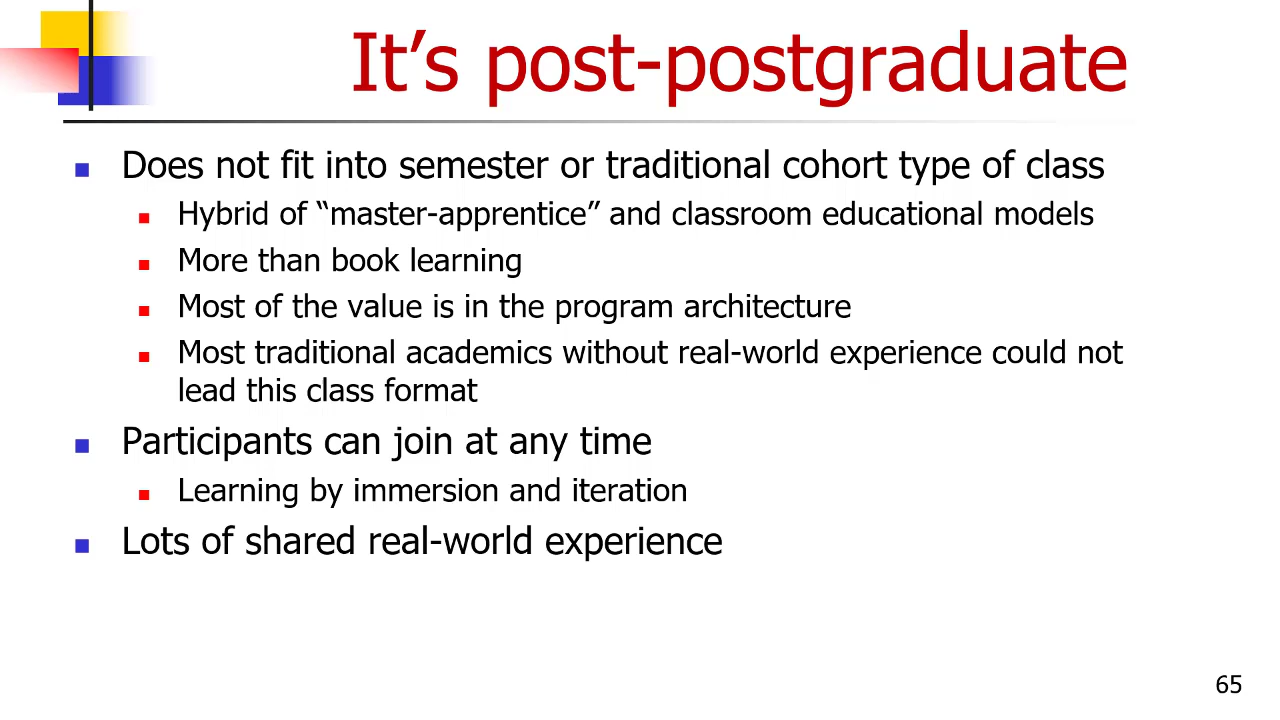 It’s post-postgraduate
Does not fit into semester or traditional cohort type of class
Hybrid of “master-apprentice” and classroom educational models
More than book learning
Most of the value is in the program architecture
Most traditional academics without real-world experience could not
lead this class format
Participants can join at any time
Learning by immersion and iteration
Lots of shared real-world experience
65